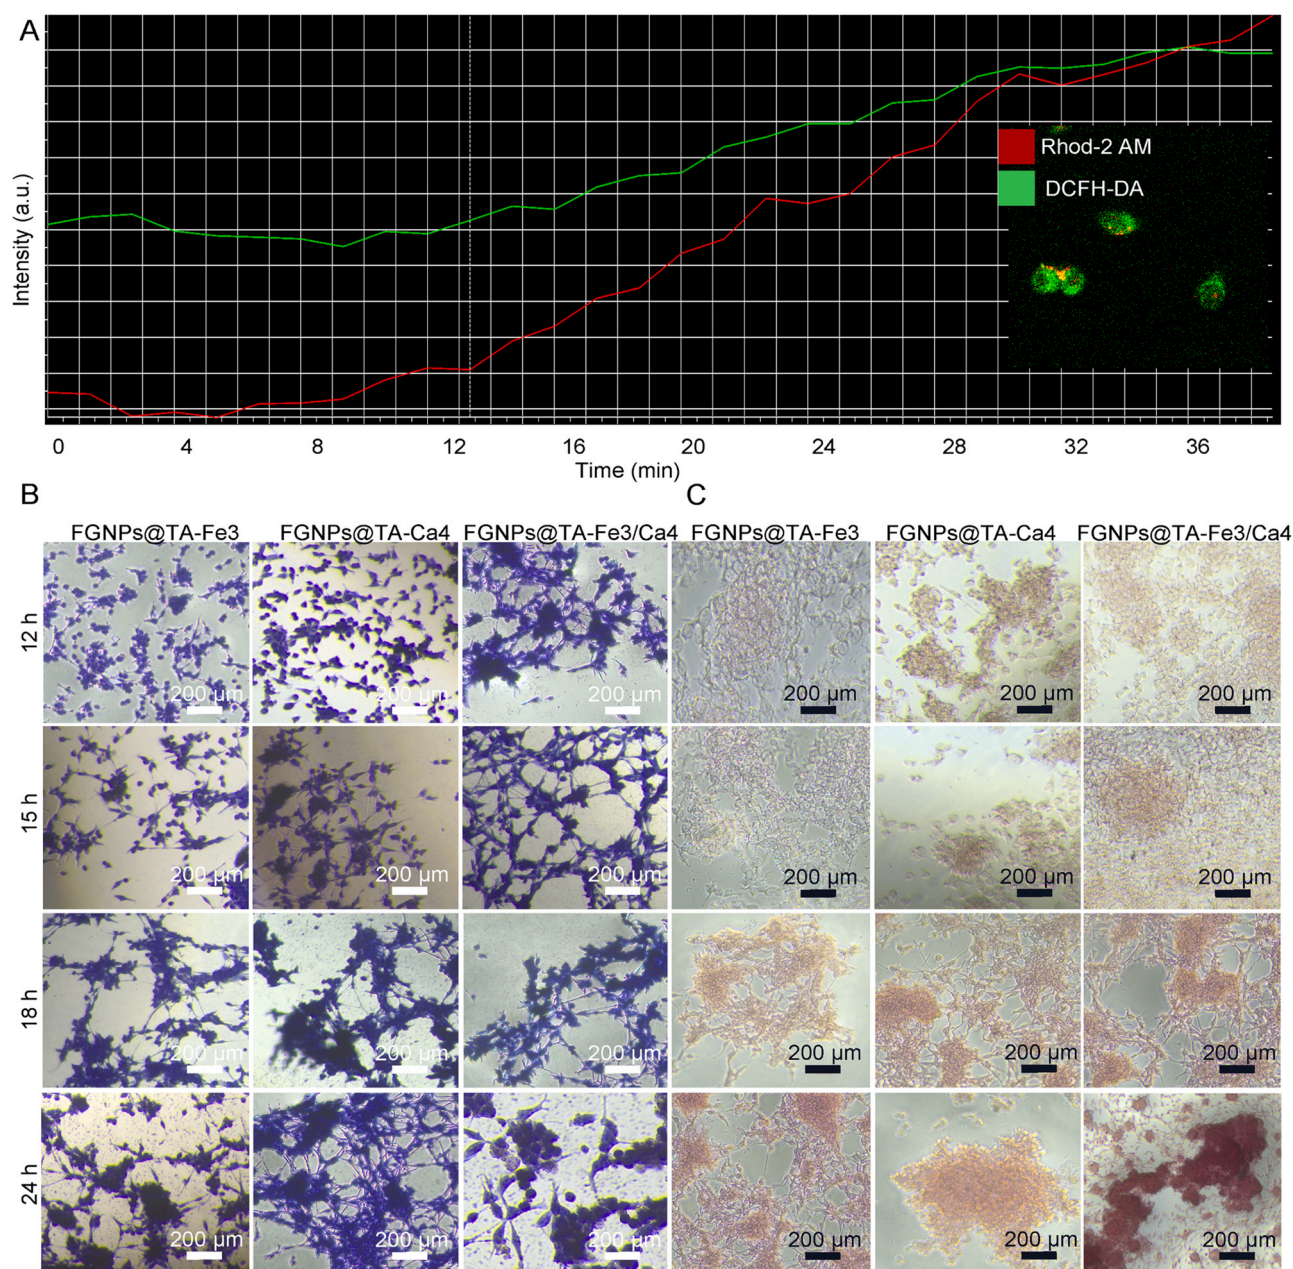 A
Intensity (a.u.)
Rhod-2 AM
DCFH-DA
0 4 8 12 16 20 24 28 32 36
Time (min)
B
C
FGNPs@TA-Fe3 FGNPs@TA-Ca4 FGNPs@TA-Fe3/Ca4 FGNPs@TA-Fe3 FGNPs@TA-Ca4 FGNPs@TA-Fe3/Ca4
12 h
200 µm 200 µm 200 µm 200 µm 200 µm 200 µm
15 h
200 µm 200 µm 200 µm 200 µm 200 µm 200 µm
18 h
200 µm 200 µm 200 µm 200 µm 200 µm 200 µm
24 h
200 µm 200 µm 200 µm 200 µm 200 µm 200 µm